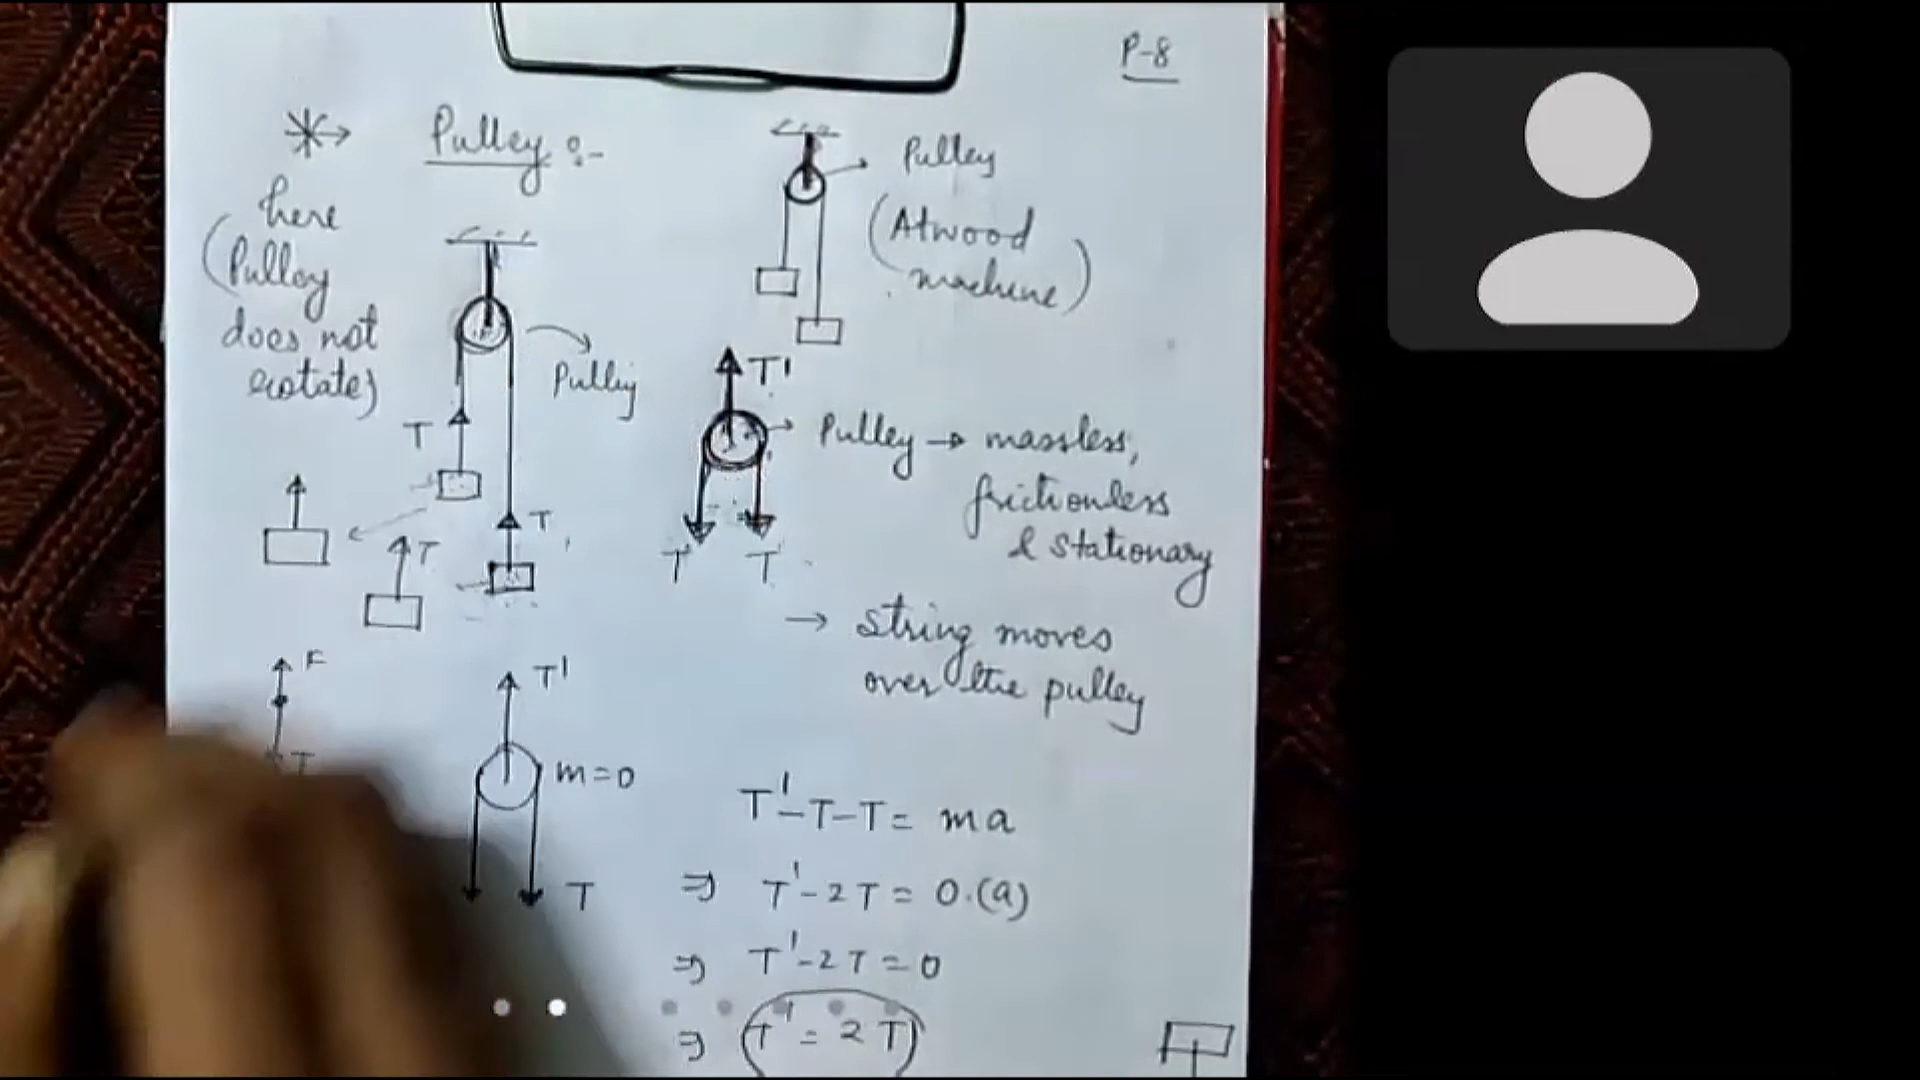 P-8
Pulley :-
Pulley
(Atwood
machine)
here
(Pulley
does not
rotate)
Pulley
T
T
T
T'
T
T
Pulley → massless,
frictionless
& stationary
→ string moves
over the pulley
F
T
T'
m=0
T
T'-T-T= ma
⇒ T'-2T= 0.(a)
⇒ T'-2T=0
⇒ T'=2T